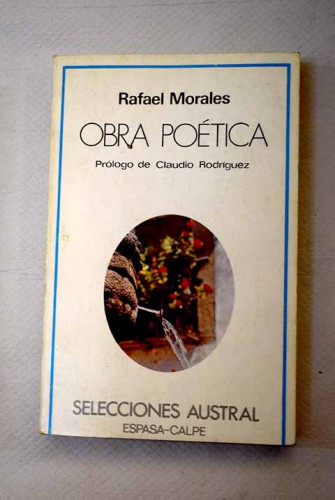 Rafael Morales
OBRA POÉTICA
Prólogo de Claudio Rodríguez
SELECCIONES AUSTRAL
ESPASA-CALPE